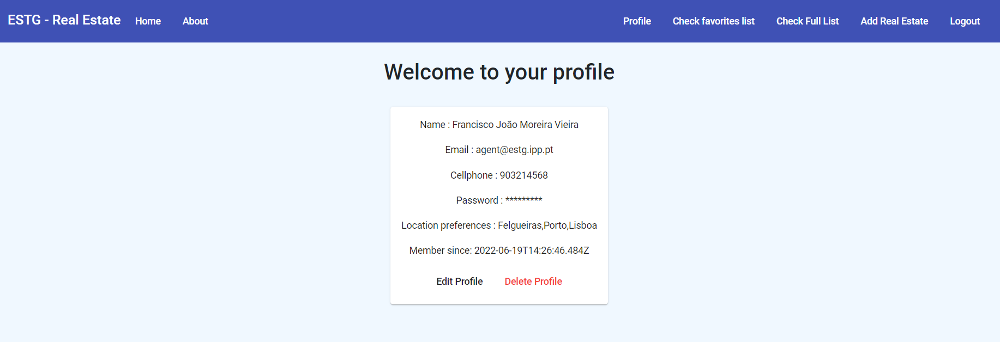 ESTG - Real Estate Home About Profile Check favorites list Check Full List Add Real Estate Logout
Welcome to your profile
Name : Francisco João Moreira Vieira
Email : agent@estg.ipp.pt
Cellphone : 903214568
Password : *********
Location preferences : Felgueiras,Porto,Lisboa
Member since: 2022-06-19T14:26:46.484Z
Edit Profile Delete Profile